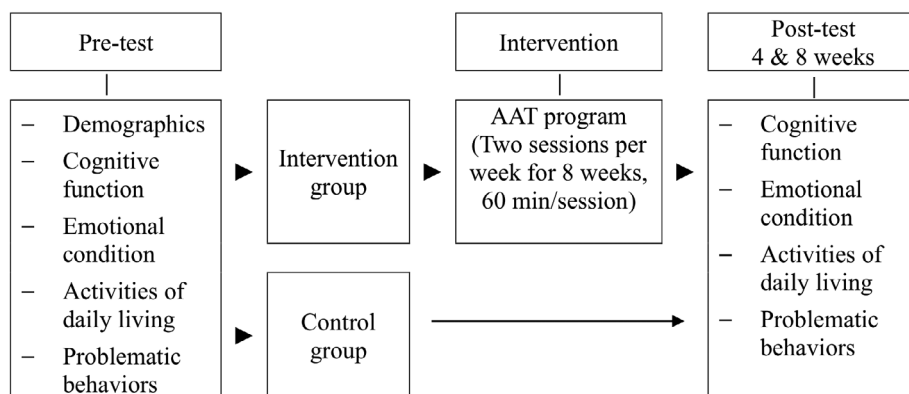 Pre-test
Intervention
Post-test
4 & 8 weeks
– Demographics
– Cognitive
function
– Emotional
condition
– Activities of
daily living
– Problematic
behaviors
Intervention
group
Control
group
AAT program
(Two sessions per
week for 8 weeks,
60 min/session)
– Cognitive
function
– Emotional
condition
– Activities of
daily living
– Problematic
behaviors